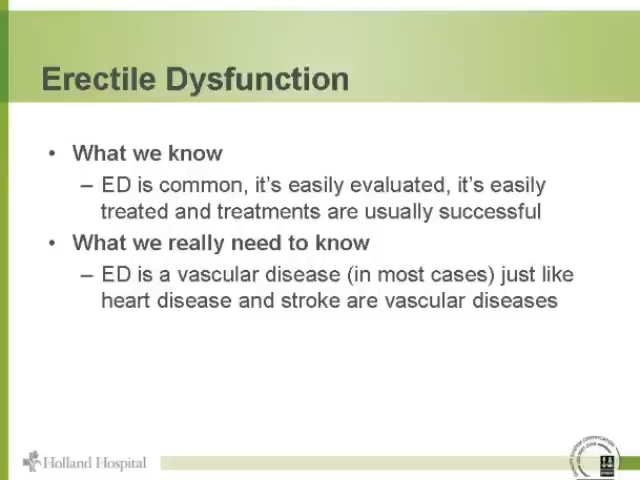 Erectile Dysfunction
• What we know
– ED is common, it's easily evaluated, it's easily
treated and treatments are usually successful
• What we really need to know
– ED is a vascular disease (in most cases) just like
heart disease and stroke are vascular diseases
Holland Hospital